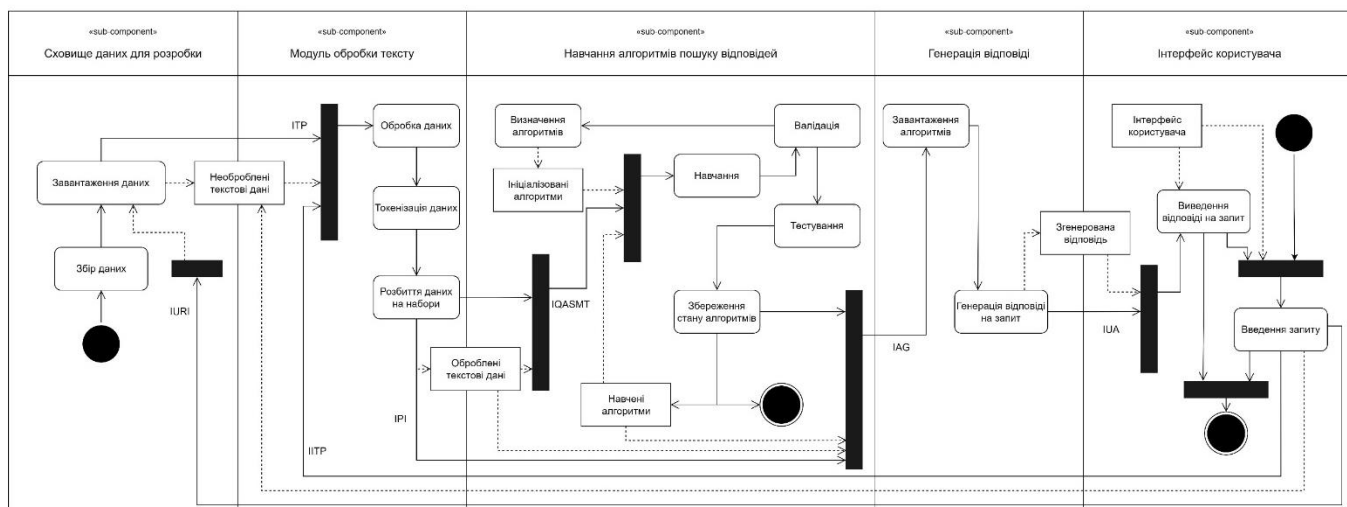 «sub-component»
Сховище даних для розробки
«sub-component»
Модуль обробки тексту
«sub-component»
Навчання алгоритмів пошуку відповідей
«sub-component»
Генерація відповіді
«sub-component»
Інтерфейс користувача
Завантаження даних
Збір даних
IURI
Необроблені
текстові дані
ITP
IITP
Обробка даних
Токенізація даних
Розбиття даних
на набори
Оброблені
текстові дані
IPI
IQASMT
Визначення
алгоритмів
Ініціалізовані
алгоритми
Навчання
Валідація
Тестування
Збереження
стану алгоритмів
Навчені
алгоритми
IAG
Завантаження
алгоритмів
Генерація відповіді
на запит
Згенерована
відповідь
IUA
Інтерфейс
користувача
Виведення
відповіді на запит
Введення запиту